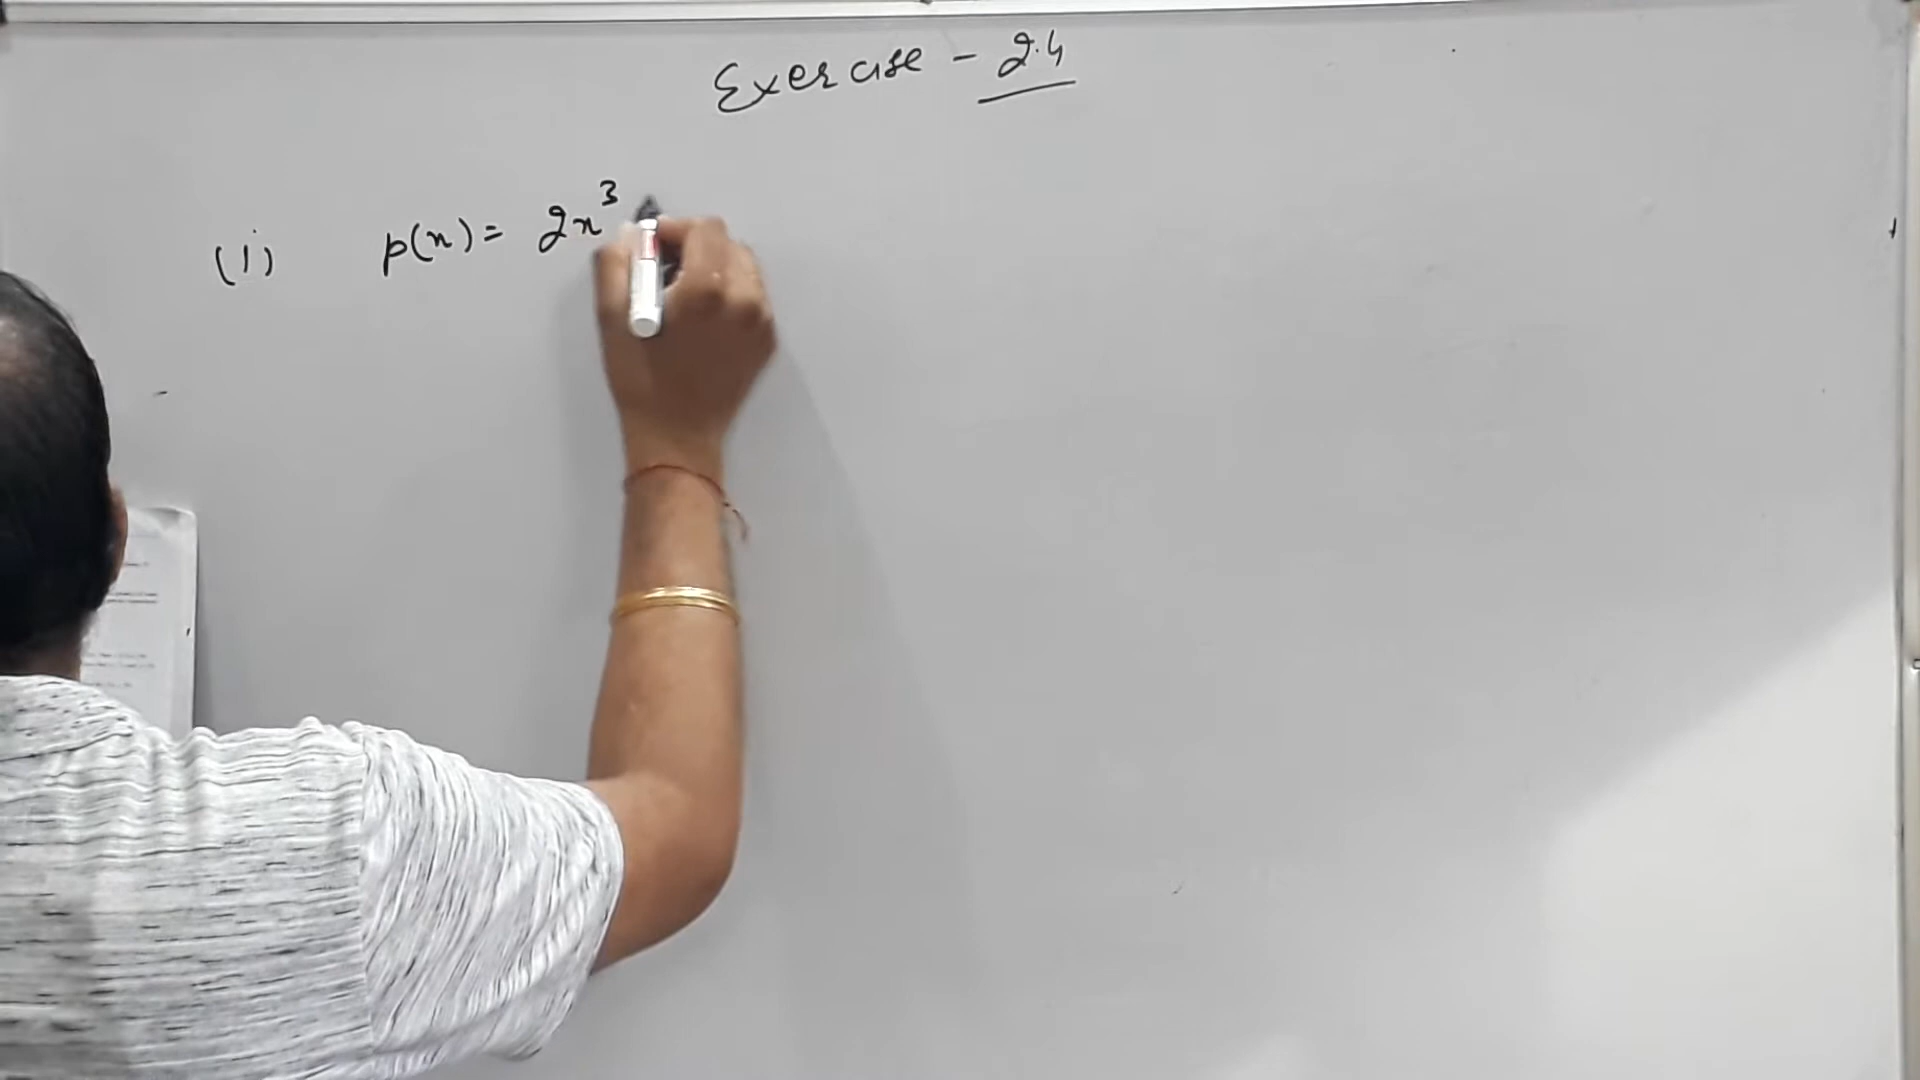 Exercise - 2.4
(i) p(x) = 2x³